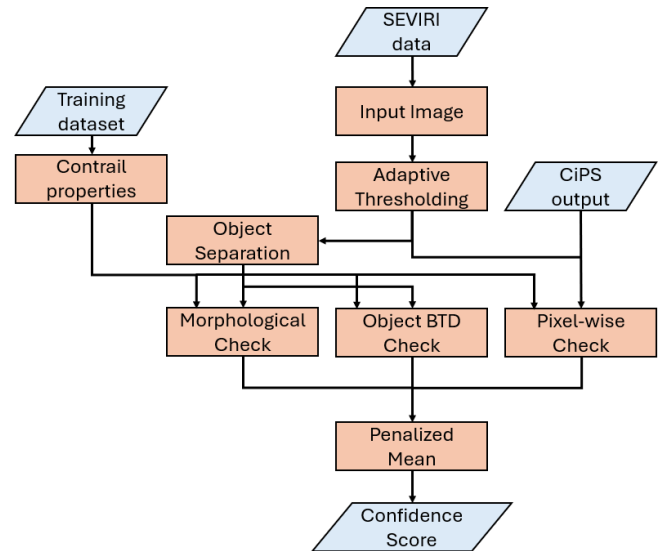 SEVIRI
data
Training
dataset
Input Image
Contrail
properties
Adaptive
Thresholding
CiPS
output
Object
Separation
Morphological
Check
Object BTD
Check
Pixel-wise
Check
Penalized
Mean
Confidence
Score